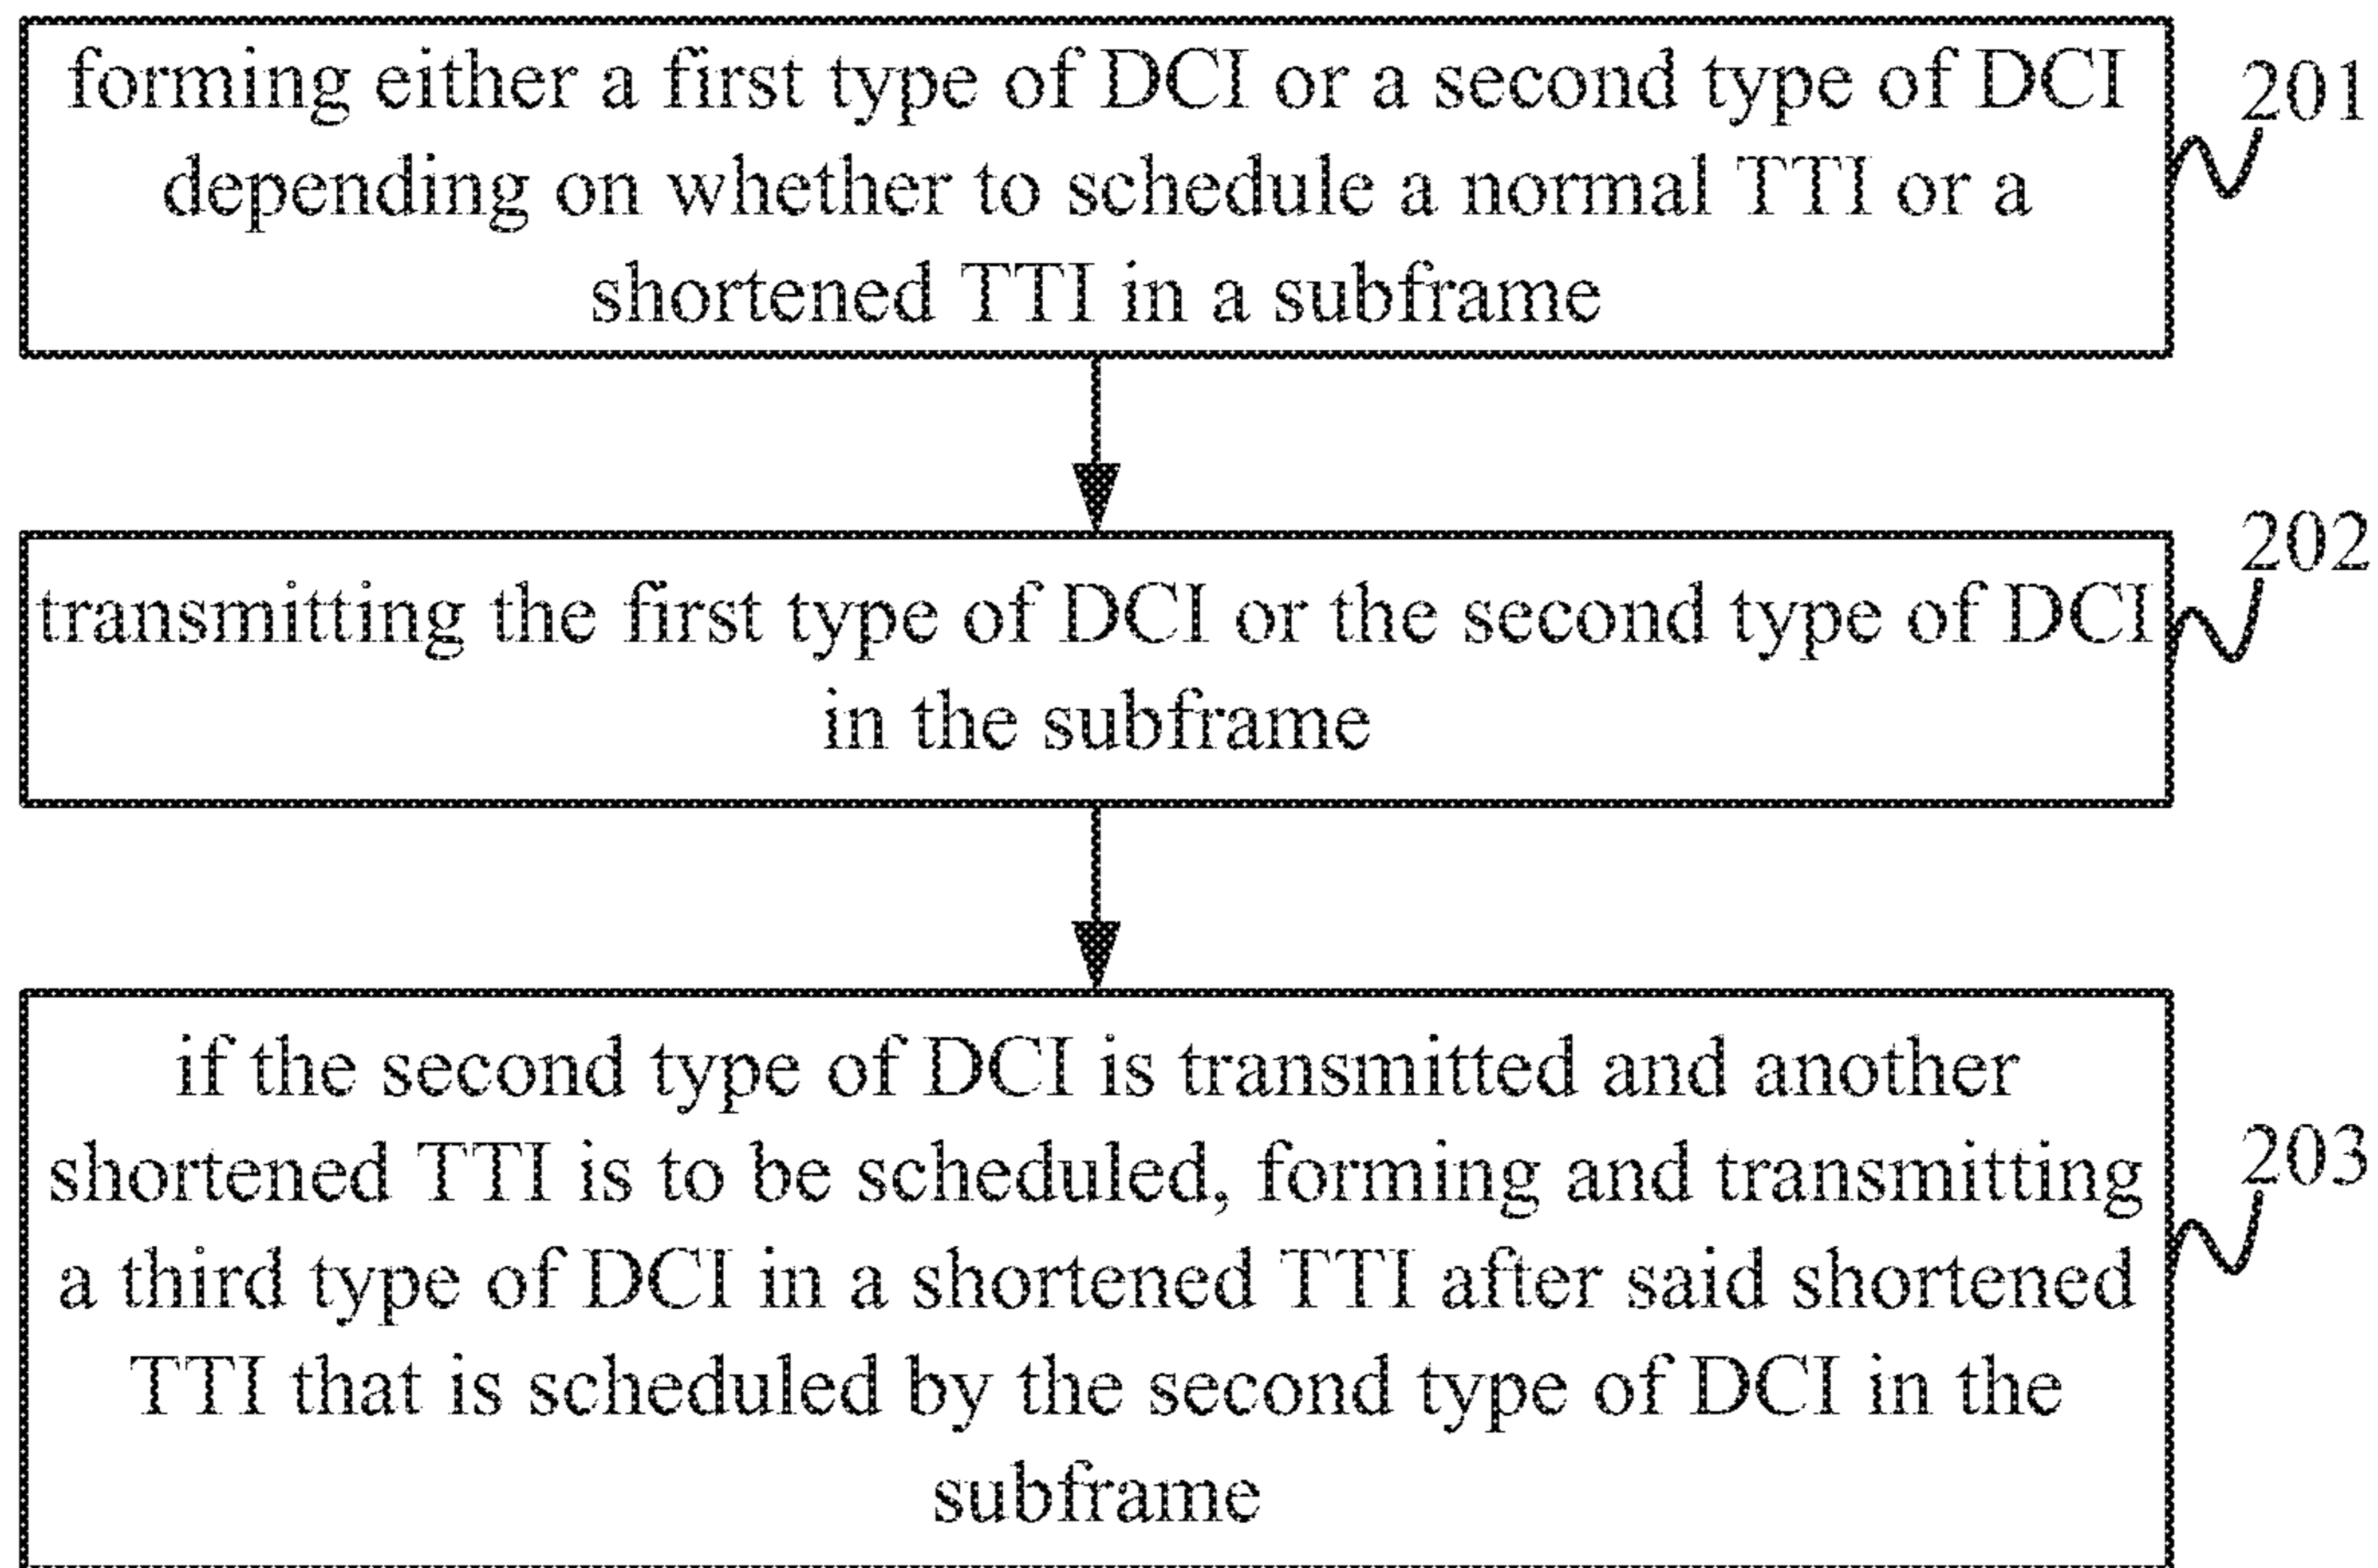 forming either a first type of DCI or a second type of DCI
depending on whether to schedule a normal TTI or a
shortened TTI in a subframe
201
transmitting the first type of DCI or the second type of DCI
in the subframe
202
if the second type of DCI is transmitted and another
shortened TTI is to be scheduled, forming and transmitting
a third type of DCI in a shortened TTI after said shortened
TTI that is scheduled by the second type of DCI in the
subframe
203